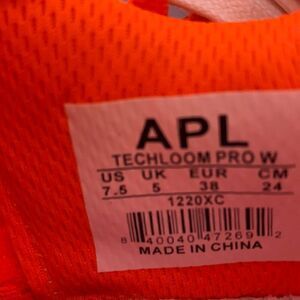 APL
TECHLOOM PRO W
US UK EUR CM
7.5 5 38 24
1220XC
8 40040 47269 2
MADE IN CHINA